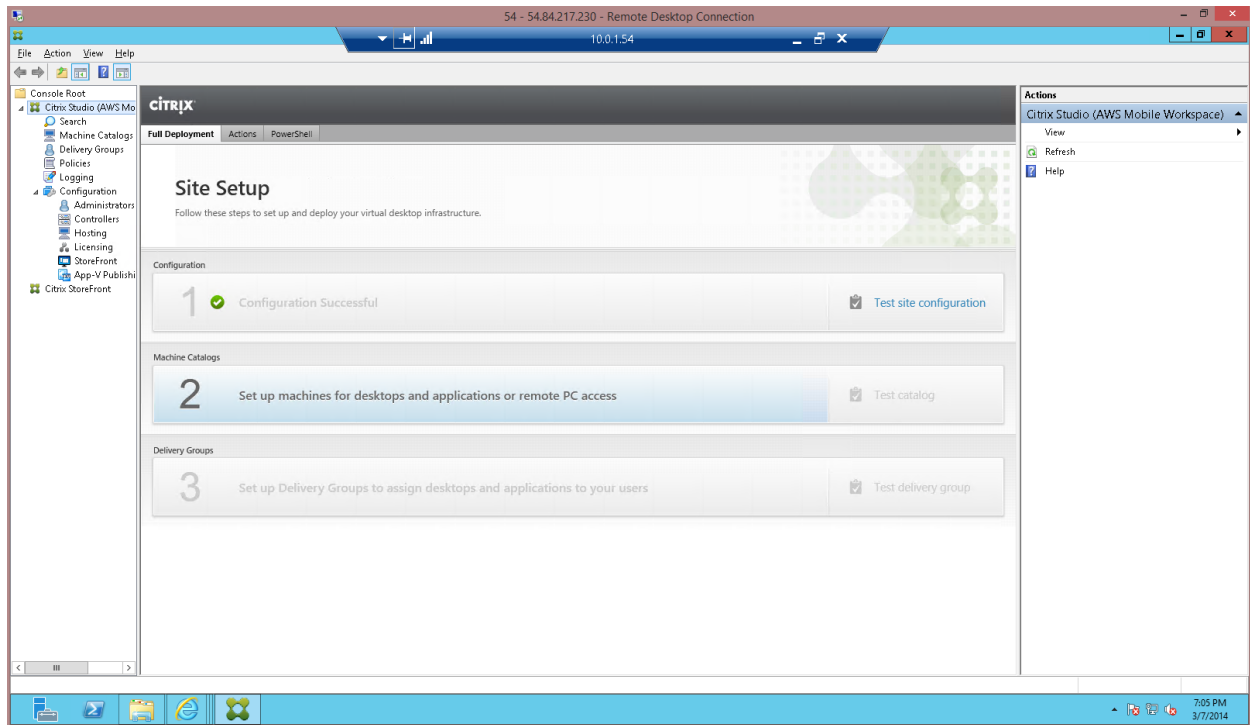 54 - 54.84.217.230 - Remote Desktop Connection
10.0.1.54
File Action View Help
Console Root
Citrix Studio (AWS Mo
Search
Machine Catalogs
Delivery Groups
Policies
Logging
Configuration
Administrators
Controllers
Hosting
Licensing
StoreFront
App-V Publishi
Citrix StoreFront
CITRIX
Full Deployment Actions PowerShell
Site Setup
Follow these steps to set up and deploy your virtual desktop infrastructure.
Configuration
1 Configuration Successful Test site configuration
Machine Catalogs
2 Set up machines for desktops and applications or remote PC access Test catalog
Delivery Groups
3 Set up Delivery Groups to assign desktops and applications to your users Test delivery group
Actions
Citrix Studio (AWS Mobile Workspace)
View
Refresh
Help
7:05 PM
3/7/2014